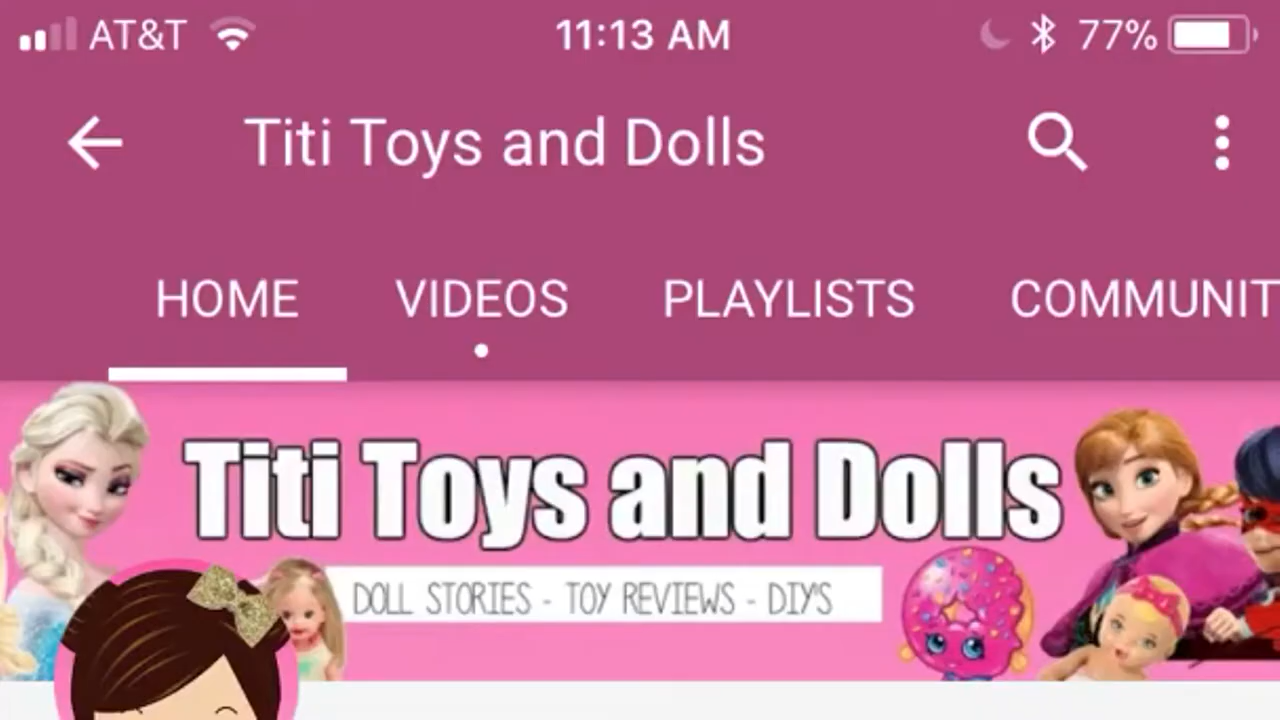 AT&T 11:13 AM 77%
Titi Toys and Dolls
HOME VIDEOS PLAYLISTS COMMUNIT
Titi Toys and Dolls
DOLL STORIES - TOY REVIEWS - DIY'S